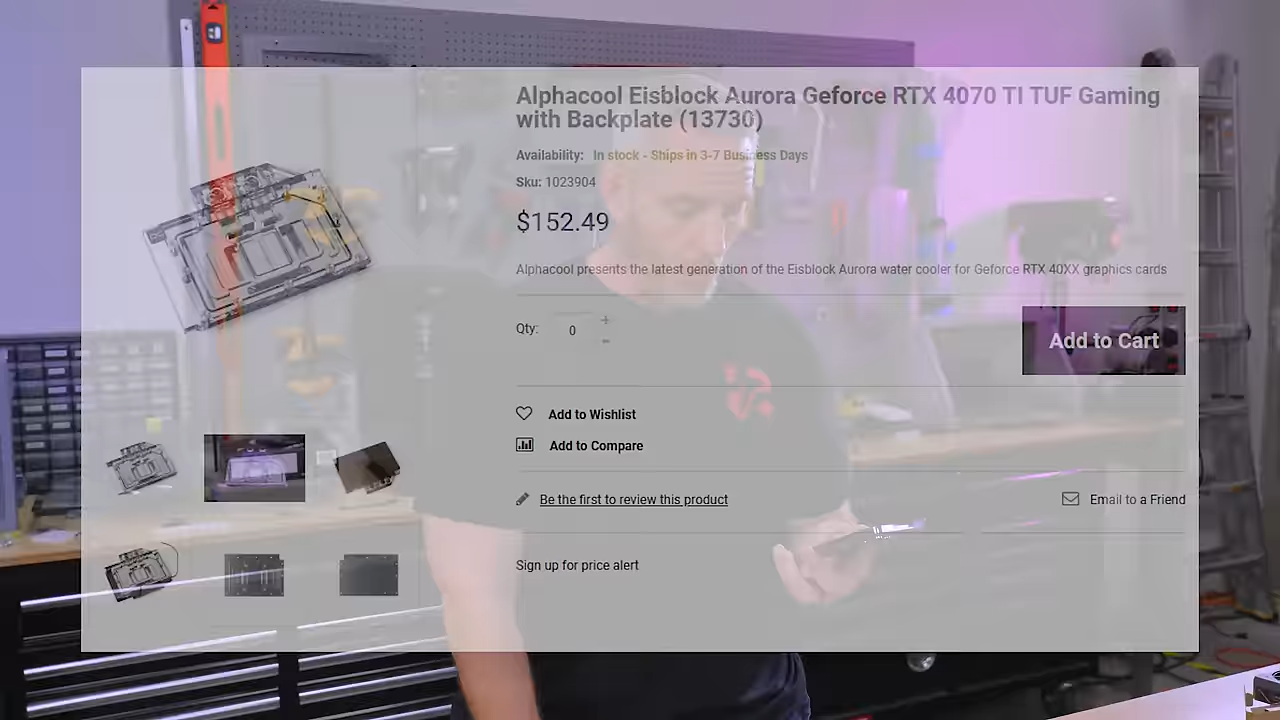 Alphacool Eisblock Aurora Geforce RTX 4070 TI TUF Gaming
with Backplate (13730)
Availability: In stock - Ships in 3-7 Business Days
Sku: 1023904
$152.49
Alphacool presents the latest generation of the Eisblock Aurora water cooler for Geforce RTX 40XX graphics cards
Qty: 0 + -
Add to Cart
Add to Wishlist
Add to Compare
Be the first to review this product
Email to a Friend
Sign up for price alert